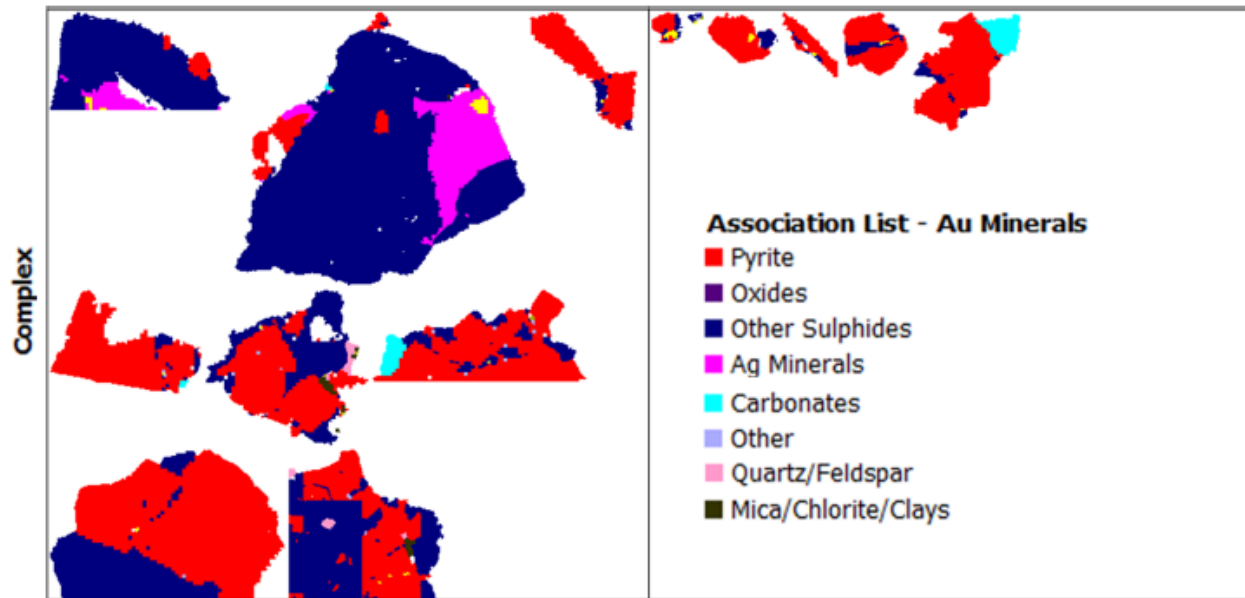 Complex
Association List - Au Minerals
Pyrite
Oxides
Other Sulphides
Ag Minerals
Carbonates
Other
Quartz/Feldspar
Mica/Chlorite/Clays